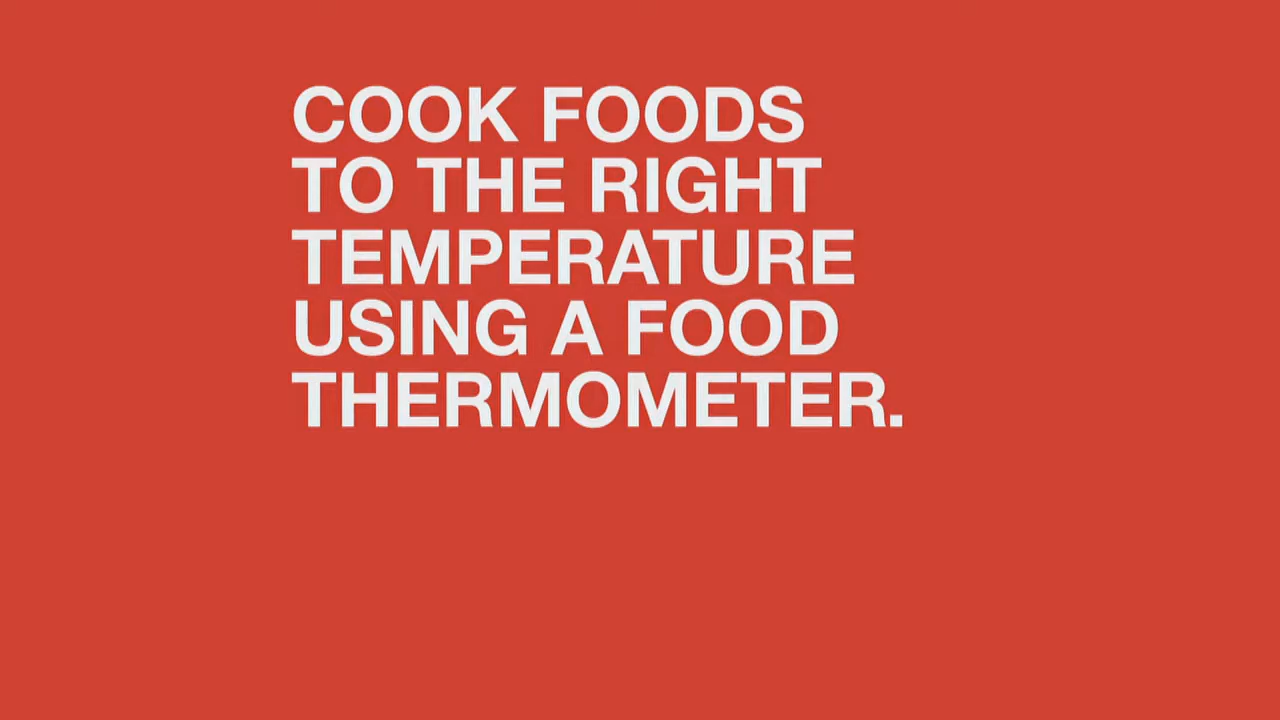 COOK FOODS
TO THE RIGHT
TEMPERATURE
USING A FOOD
THERMOMETER.